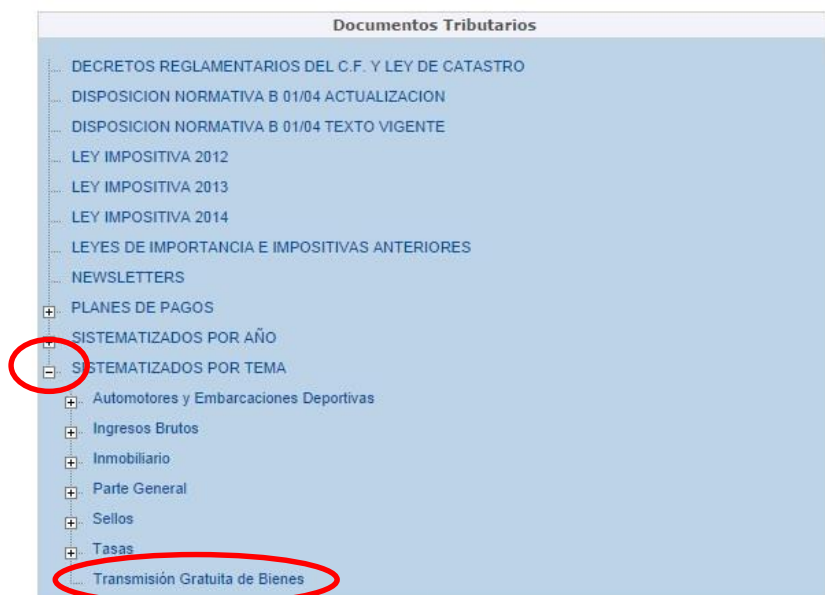 Documentos Tributarios
DECRETOS REGLAMENTARIOS DEL C.F. Y LEY DE CATASTRO
DISPOSICION NORMATIVA B 01/04 ACTUALIZACION
DISPOSICION NORMATIVA B 01/04 TEXTO VIGENTE
LEY IMPOSITIVA 2012
LEY IMPOSITIVA 2013
LEY IMPOSITIVA 2014
LEYES DE IMPORTANCIA E IMPOSITIVAS ANTERIORES
NEWSLETTERS
PLANES DE PAGOS
SISTEMATIZADOS POR AÑO
SISTEMATIZADOS POR TEMA
Automotores y Embarcaciones Deportivas
Ingresos Brutos
Inmobiliario
Parte General
Sellos
Tasas
Transmisión Gratuita de Bienes